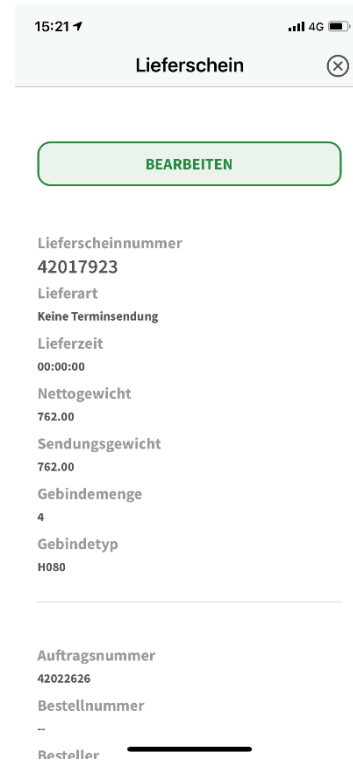 15:21
4G
Lieferschein
BEARBEITEN
Lieferscheinnummer
42017923
Lieferart
Keine Terminsendung
Lieferzeit
00:00:00
Nettogewicht
762.00
Sendungsgewicht
762.00
Gebindemenge
4
Gebindetyp
H080
Auftragsnummer
42022626
Bestellnummer
--
Besteller